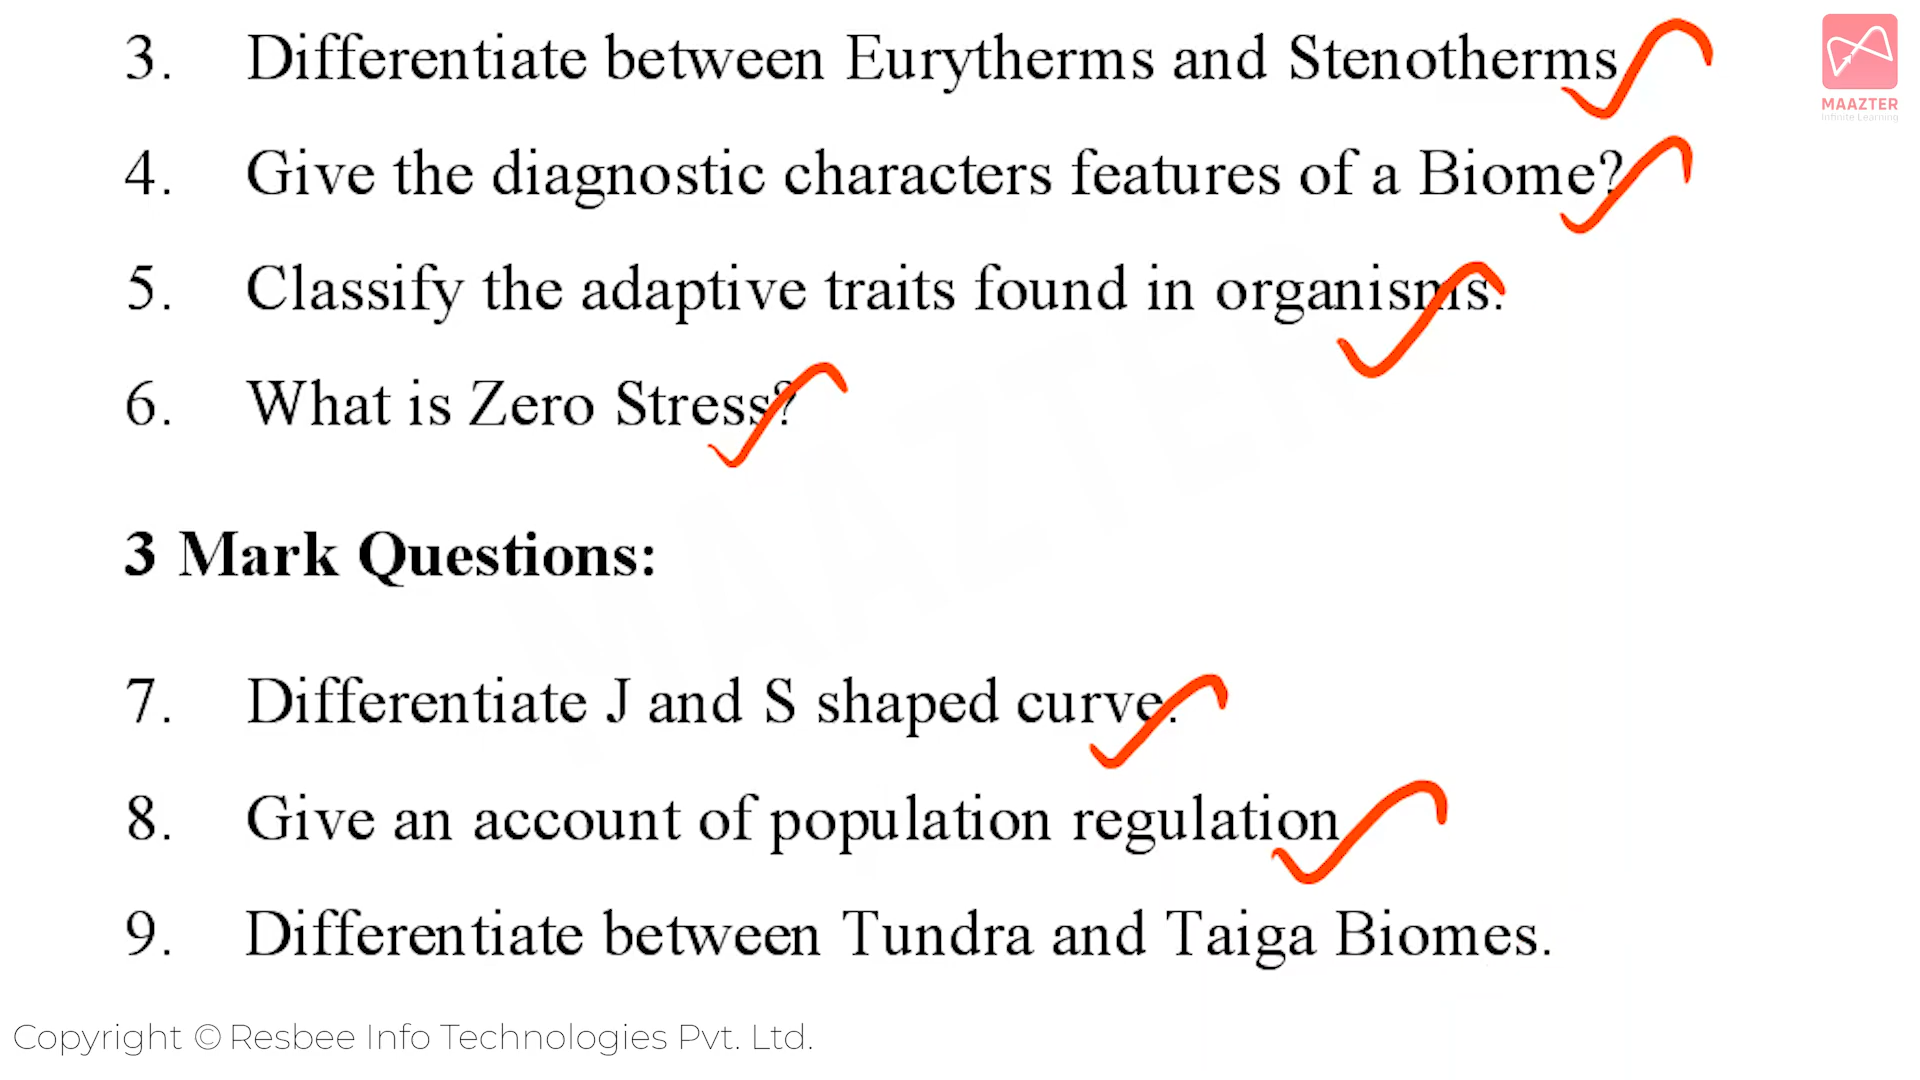 3. Differentiate between Eurytherms and Stenotherms
MAAZTER
Infinite Learning
4. Give the diagnostic characters features of a Biome?
5. Classify the adaptive traits found in organisms.
6. What is Zero Stress?
3 Mark Questions:
7. Differentiate J and S shaped curve.
8. Give an account of population regulation
9. Differentiate between Tundra and Taiga Biomes.
Copyright © Resbee Info Technologies Pvt. Ltd.